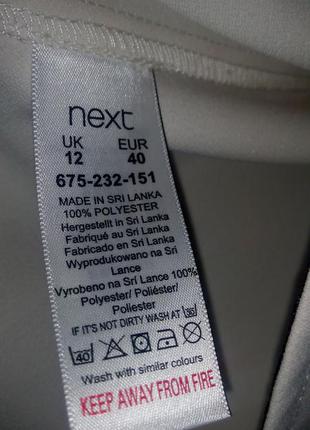 next
UK EUR
12 40
675-232-151
MADE IN SRI LANKA
100% POLYESTER
Hergestellt in Sri Lanka
Fabriqué au Sri Lanka
Fabricado en Sri Lanka
Wyprodukowano na Sri
Lance
Vyrobeno na Sri Lance 100%
Polyester/ Poliéster/
Poliester
IF IT'S NOT DIRTY WASH AT 30
40
Wash with similar colours
KEEP AWAY FROM FIRE